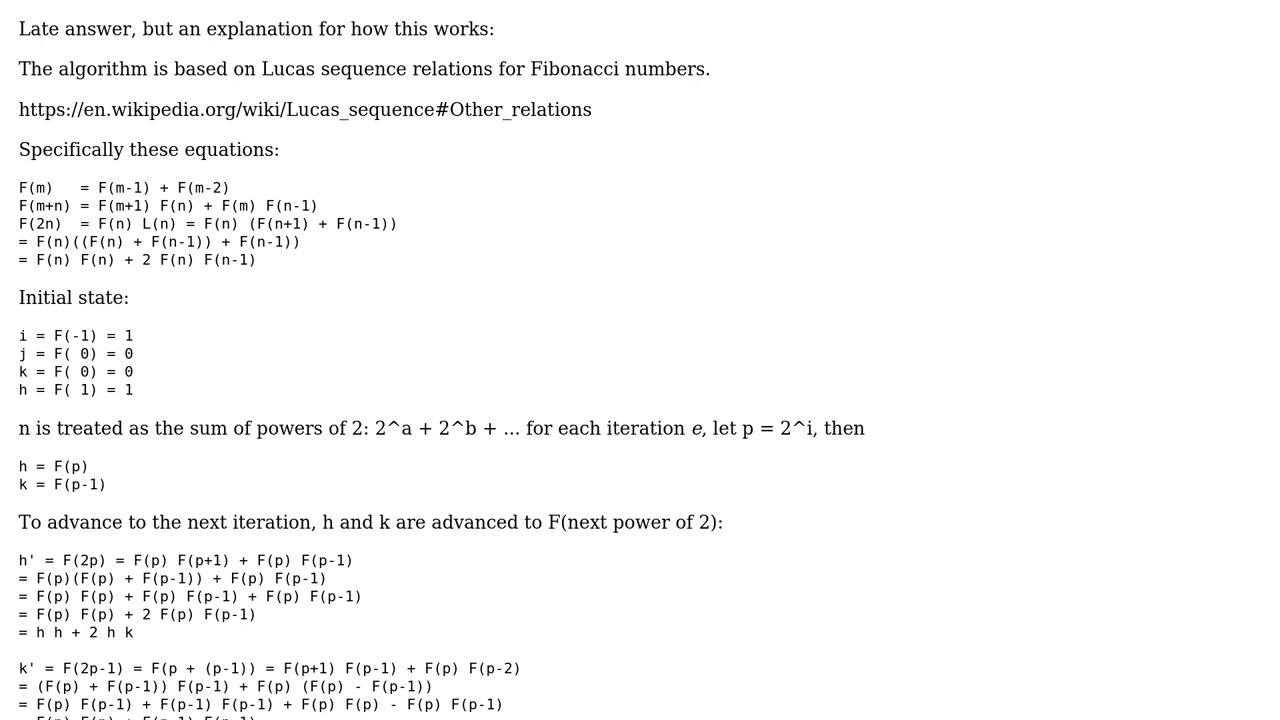 Late answer, but an explanation for how this works:
The algorithm is based on Lucas sequence relations for Fibonacci numbers.
https://en.wikipedia.org/wiki/Lucas_sequence#Other_relations
Specifically these equations:
F(m)   = F(m-1) + F(m-2)
F(m+n) = F(m+1) F(n) + F(m) F(n-1)
F(2n)  = F(n) L(n) = F(n) (F(n+1) + F(n-1))
= F(n)((F(n) + F(n-1)) + F(n-1))
= F(n) F(n) + 2 F(n) F(n-1)
Initial state:
i = F(-1) = 1
j = F( 0) = 0
k = F( 0) = 0
h = F( 1) = 1
n is treated as the sum of powers of 2: 2^a + 2^b + ... for each iteration e, let p = 2^i, then
h = F(p)
k = F(p-1)
To advance to the next iteration, h and k are advanced to F(next power of 2):
h' = F(2p) = F(p) F(p+1) + F(p) F(p-1)
= F(p)(F(p) + F(p-1)) + F(p) F(p-1)
= F(p) F(p) + F(p) F(p-1) + F(p) F(p-1)
= F(p) F(p) + 2 F(p) F(p-1)
= h h + 2 h k
k' = F(2p-1) = F(p + (p-1)) = F(p+1) F(p-1) + F(p) F(p-2)
= (F(p) + F(p-1)) F(p-1) + F(p) (F(p) - F(p-1))
= F(p) F(p-1) + F(p-1) F(p-1) + F(p) F(p) - F(p) F(p-1)
= F(p) F(p) + F(p-1) F(p-1)